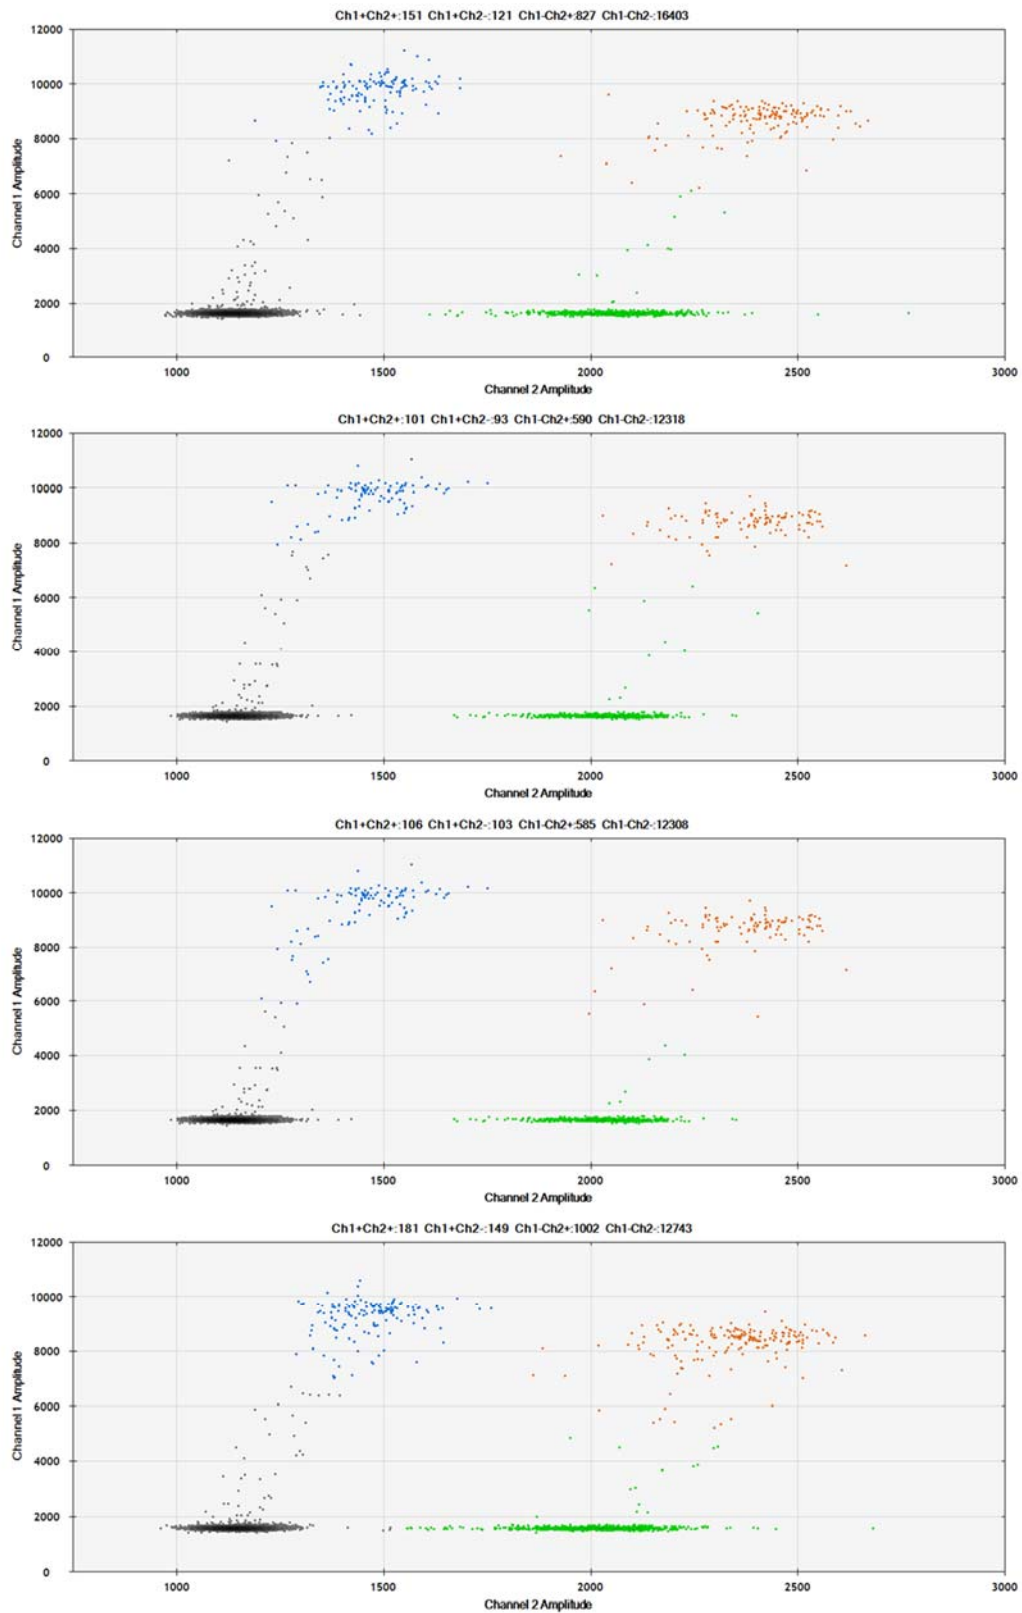 Ch1+Ch2+:151 Ch1+Ch2-:121 Ch1-Ch2+:827 Ch1-Ch2-:16403
12000
10000
8000
6000
4000
2000
0
Channel 1 Amplitude
1000 1500 2000 2500 3000
Channel 2 Amplitude
Ch1+Ch2+:101 Ch1+Ch2-:93 Ch1-Ch2+:590 Ch1-Ch2-:12318
12000
10000
8000
6000
4000
2000
0
Channel 1 Amplitude
1000 1500 2000 2500 3000
Channel 2 Amplitude
Ch1+Ch2+:106 Ch1+Ch2-:103 Ch1-Ch2+:585 Ch1-Ch2-:12308
12000
10000
8000
6000
4000
2000
0
Channel 1 Amplitude
1000 1500 2000 2500 3000
Channel 2 Amplitude
Ch1+Ch2+:181 Ch1+Ch2-:149 Ch1-Ch2+:1002 Ch1-Ch2-:12743
12000
10000
8000
6000
4000
2000
0
Channel 1 Amplitude
1000 1500 2000 2500 3000
Channel 2 Amplitude